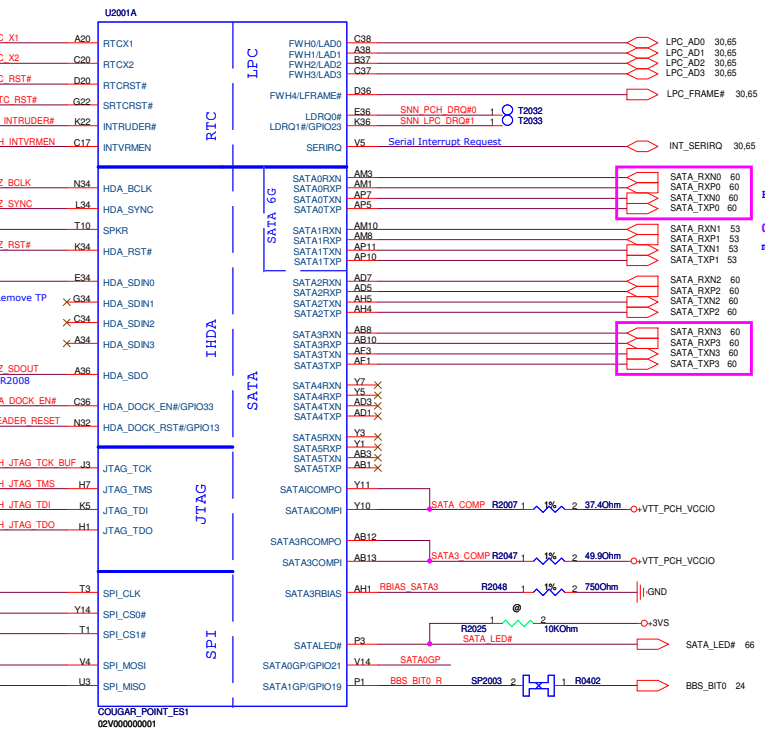 U2001A
C_X1 A20 RTCX1
C_X2 C20 RTCX2
C_RST# D20 RTCRST#
TC_RST# G22 SRTCRST#
INTRUDER# K22 INTRUDER#
H_INTVRMEN C17 INTVRMEN
RTC
LPC
FWH0/LAD0 C38 LPC_AD0 30,65
FWH1/LAD1 A38 LPC_AD1 30,65
FWH2/LAD2 B37 LPC_AD2 30,65
FWH3/LAD3 C37 LPC_AD3 30,65
FWH4/LFRAME# D36 LPC_FRAME# 30,65
LDRQ0# E36 SNN_PCH_DRQ#0 1 T2032
LDRQ1#/GPIO23 K36 SNN_LPC_DRQ#1 1 T2033
SERIRQ V5 Serial Interrupt Request INT_SERIRQ 30,65
Z_BCLK N34 HDA_BCLK
Z_SYNC L34 HDA_SYNC
T10 SPKR
Z_RST# K34 HDA_RST#
E34 HDA_SDIN0
emove TP G34 HDA_SDIN1
C34 HDA_SDIN2
A34 HDA_SDIN3
Z_SDOUT A36 HDA_SDO
R2008
A_DOCK_EN# C36 HDA_DOCK_EN#/GPIO33
EADER_RESET N32 HDA_DOCK_RST#/GPIO13
IHDA
SATA 6G
SATA
SATA0RXN AM3 SATA_RXN0 60
SATA0RXP AM1 SATA_RXP0 60
SATA0TXN AP7 SATA_TXN0 60
SATA0TXP AP5 SATA_TXP0 60
SATA1RXN AM10 SATA_RXN1 53
SATA1RXP AM8 SATA_RXP1 53
SATA1TXN AP11 SATA_TXN1 53
SATA1TXP AP10 SATA_TXP1 53
SATA2RXN AD7 SATA_RXN2 60
SATA2RXP AD5 SATA_RXP2 60
SATA2TXN AH5 SATA_TXN2 60
SATA2TXP AH4 SATA_TXP2 60
SATA3RXN AB8 SATA_RXN3 60
SATA3RXP AB10 SATA_RXP3 60
SATA3TXN AF3 SATA_TXN3 60
SATA3TXP AF1 SATA_TXP3 60
SATA4RXN Y7
SATA4RXP Y5
SATA4TXN AD3
SATA4TXP AD1
SATA5RXN Y3
SATA5RXP Y1
SATA5TXN AB3
SATA5TXP AB1
H_JTAG_TCK_BUF J3 JTAG_TCK
H_JTAG_TMS H7 JTAG_TMS
H_JTAG_TDI K5 JTAG_TDI
H_JTAG_TDO H1 JTAG_TDO
JTAG
SATAICOMPO Y11
SATAICOMPI Y10 SATA_COMP R2007 1 1% 2 37.4Ohm +VTT_PCH_VCCIO
SATA3RCOMPO AB12
SATA3COMPI AB13 SATA3_COMP R2047 1 1% 2 49.9Ohm +VTT_PCH_VCCIO
SATA3RBIAS AH1 RBIAS_SATA3 R2048 1 1% 2 750Ohm GND
@
R2025 1 2 10KOhm +3VS
SATALED# P3 SATA_LED# SATA_LED# 66
SATA0GP/GPIO21 V14 SATA0GP
SATA1GP/GPIO19 P1 BBS_BIT0_R SP2003 2 1 R0402 BBS_BIT0 24
T3 SPI_CLK
Y14 SPI_CS0#
T1 SPI_CS1#
V4 SPI_MOSI
U3 SPI_MISO
SPI
COUGAR_POINT_ES1
02V000000001